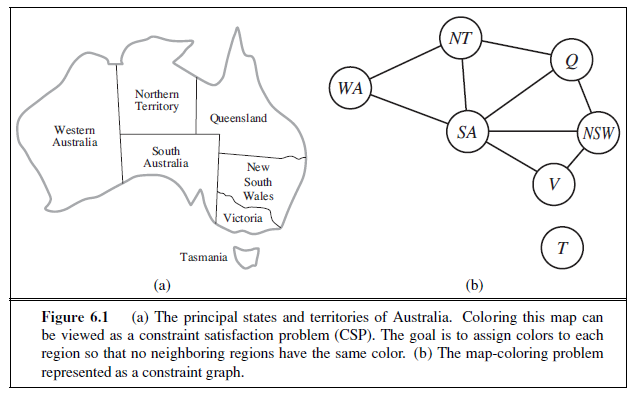 Western
Australia
Northern
Territory
Queensland
South
Australia
New
South
Wales
Victoria
Tasmania
(a)
NT
Q
WA
SA
NSW
V
T
(b)
Figure 6.1 (a) The principal states and territories of Australia. Coloring this map can
be viewed as a constraint satisfaction problem (CSP). The goal is to assign colors to each
region so that no neighboring regions have the same color. (b) The map-coloring problem
represented as a constraint graph.